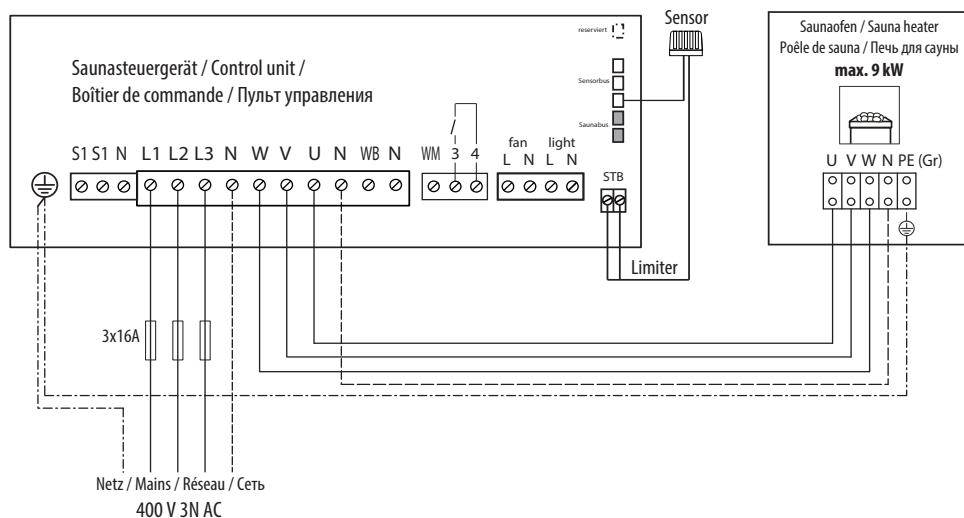 Sensor
reserviert
Sensorbus
Saunabus
Saunasteuergerät / Control unit /
Boîtier de commande / Пульт управления
S1 S1 N L1 L2 L3 N W V U N WB N WM 3 4
fan light
L N L N
STB
Limiter
Saunaofen / Sauna heater
Poêle de sauna / Печь для сауны
max. 9 kW
U V W N PE (Gr)
3x16A
Netz / Mains / Réseau / Сеть
400 V 3N AC